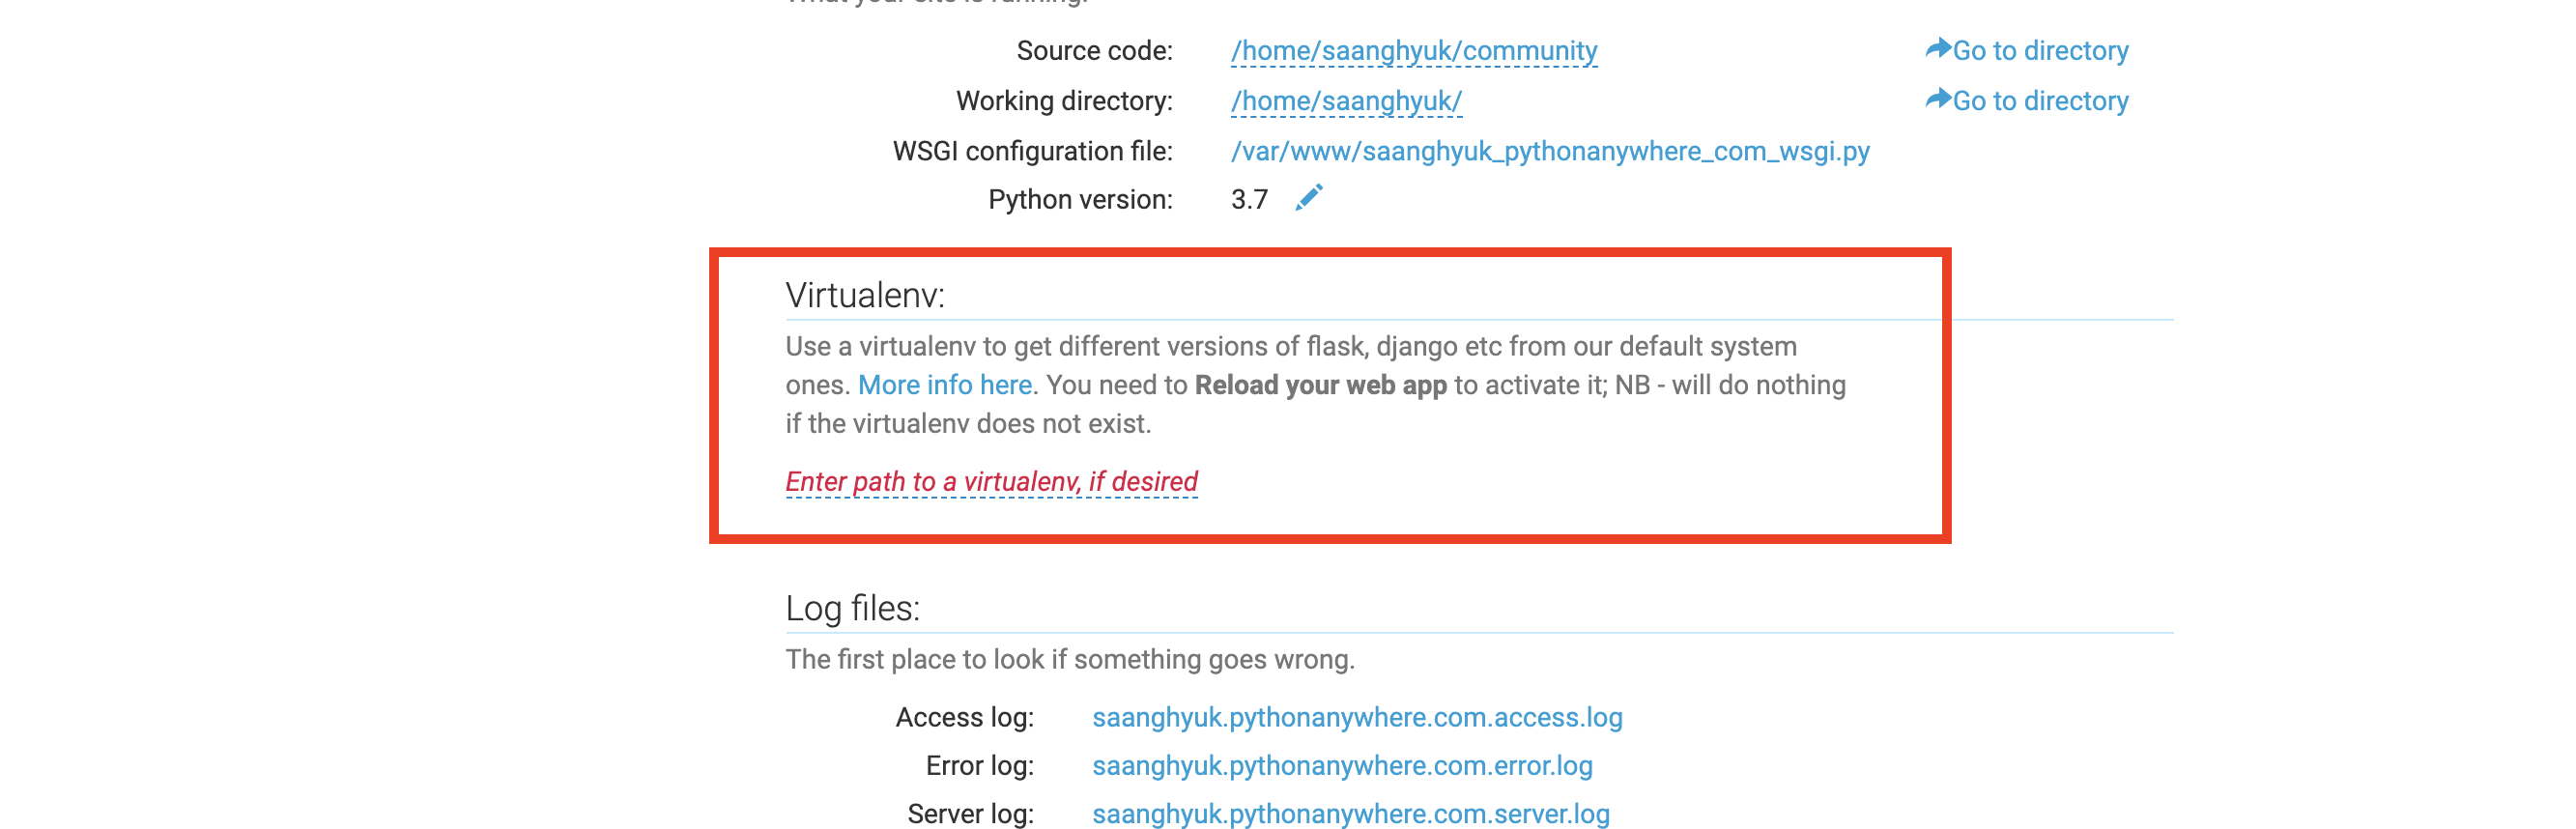 What your site is running.
Source code: /home/saanghyuk/community Go to directory
Working directory: /home/saanghyuk/ Go to directory
WSGI configuration file: /var/www/saanghyuk_pythonanywhere_com_wsgi.py
Python version: 3.7
Virtualenv:
Use a virtualenv to get different versions of flask, django etc from our default system
ones. More info here. You need to Reload your web app to activate it; NB - will do nothing
if the virtualenv does not exist.
Enter path to a virtualenv, if desired
Log files:
The first place to look if something goes wrong.
Access log: saanghyuk.pythonanywhere.com.access.log
Error log: saanghyuk.pythonanywhere.com.error.log
Server log: saanghyuk.pythonanywhere.com.server.log